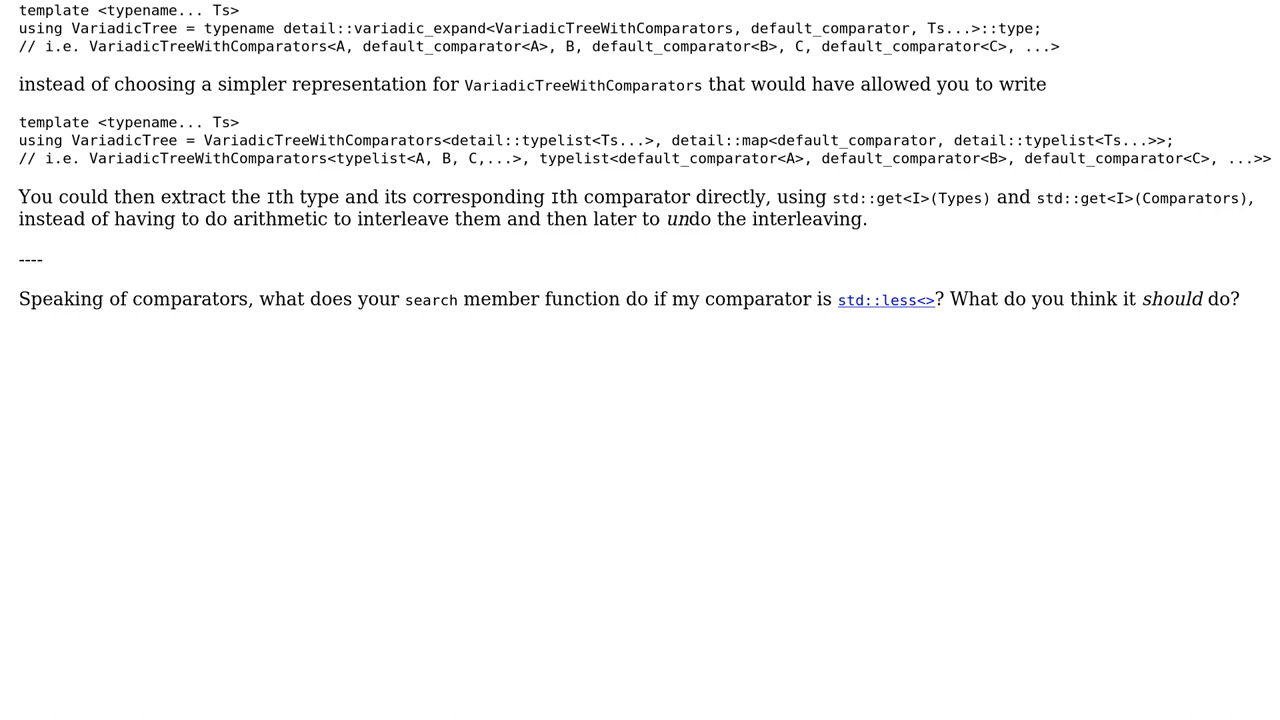 template <typename... Ts>
using VariadicTree = typename detail::variadic_expand<VariadicTreeWithComparators, default_comparator, Ts...>::type;
// i.e. VariadicTreeWithComparators<A, default_comparator<A>, B, default_comparator<B>, C, default_comparator<C>, ...>
instead of choosing a simpler representation for VariadicTreeWithComparators that would have allowed you to write
template <typename... Ts>
using VariadicTree = VariadicTreeWithComparators<detail::typelist<Ts...>, detail::map<default_comparator, detail::typelist<Ts...>>;
// i.e. VariadicTreeWithComparators<typelist<A, B, C,...>, typelist<default_comparator<A>, default_comparator<B>, default_comparator<C>, ...>>
You could then extract the Ith type and its corresponding Ith comparator directly, using std::get<I>(Types) and std::get<I>(Comparators),
instead of having to do arithmetic to interleave them and then later to undo the interleaving.
----
Speaking of comparators, what does your search member function do if my comparator is std::less<>? What do you think it should do?